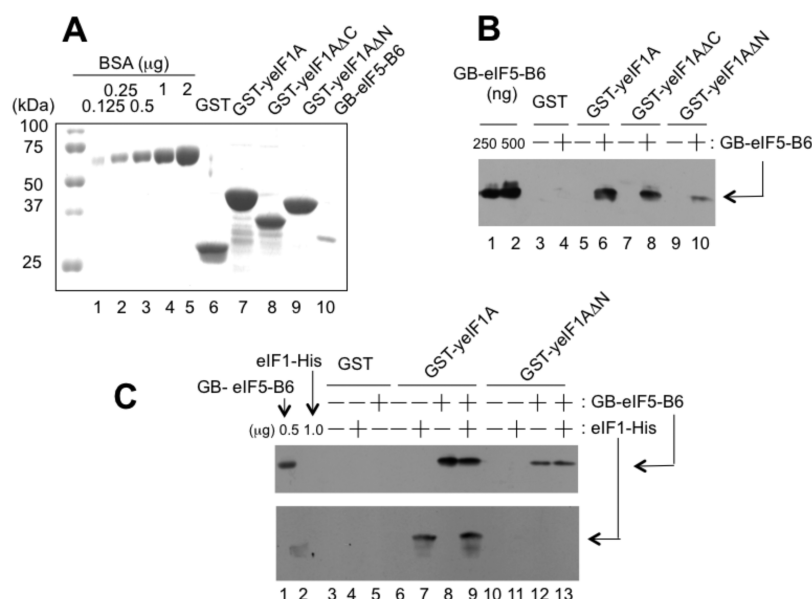 A
BSA (µg)
0.25 1 2
0.125 0.5
GST
GST-yeIF1A
GST-yeIF1AΔC
GST-yeIF1AΔN
GB-eIF5-B6
(kDa)
100
75
50
37
25
1 2 3 4 5 6 7 8 9 10
B
GB-eIF5-B6
(ng)
GST
GST-yeIF1A
GST-yeIF1AΔC
GST-yeIF1AΔN
250 500 — + — + — + — + : GB-eIF5-B6
1 2 3 4 5 6 7 8 9 10
C
eIF1-His
GB- eIF5-B6
GST
GST-yeIF1A
GST-yeIF1AΔN
— — + — — + + — — + + : GB-eIF5-B6
(µg) 0.5 1.0 — + — — + — + — + — + : eIF1-His
1 2 3 4 5 6 7 8 9 10 11 12 13